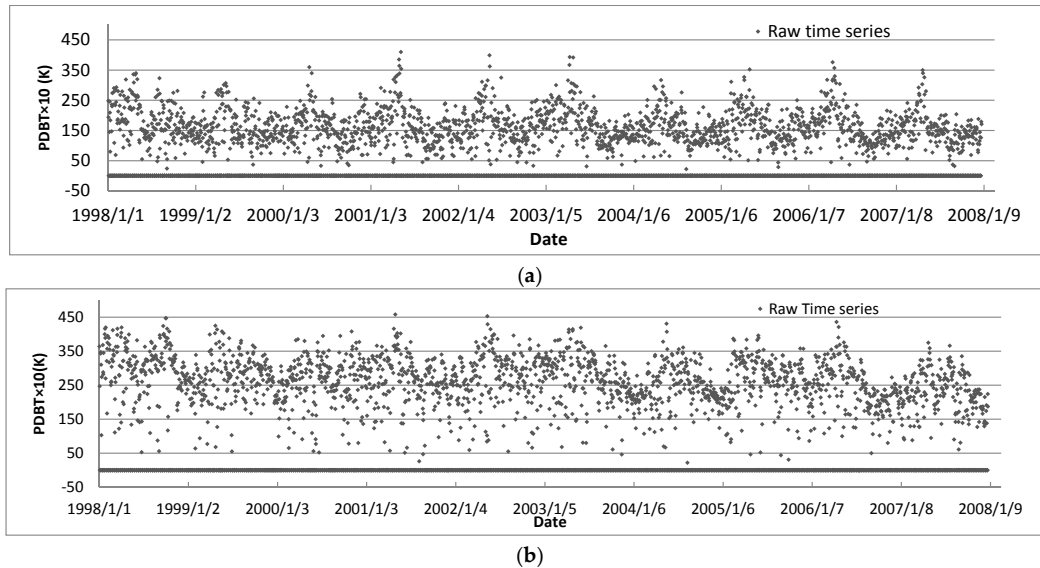 450
350
250
150
50
-50
PDBT×10 (K)
Raw time series
1998/1/1 1999/1/2 2000/1/3 2001/1/3 2002/1/4 2003/1/5 2004/1/6 2005/1/6 2006/1/7 2007/1/8 2008/1/9
Date
(a)
450
350
250
150
50
-50
PDBT×10(K)
Raw Time series
1998/1/1 1999/1/2 2000/1/3 2001/1/3 2002/1/4 2003/1/5 2004/1/6 2005/1/6 2006/1/7 2007/1/8 2008/1/9
Date
(b)